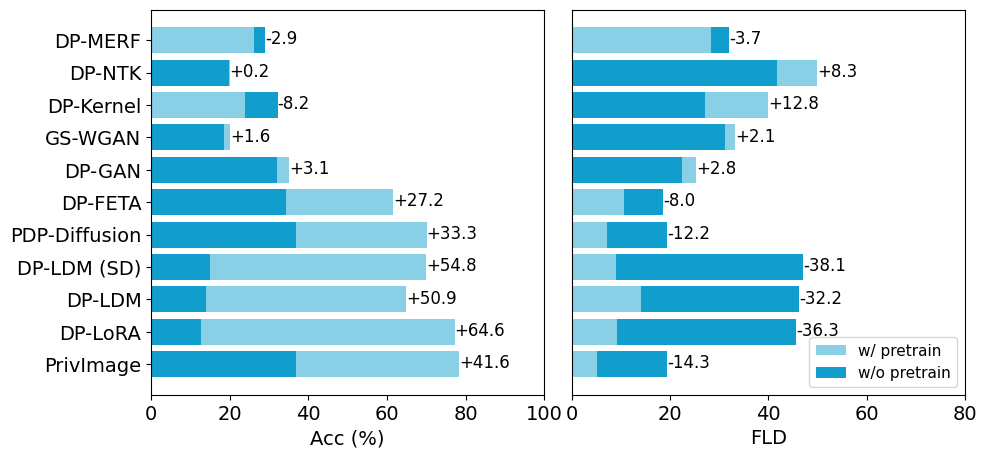 DP-MERF
DP-NTK
DP-Kernel
GS-WGAN
DP-GAN
DP-FETA
PDP-Diffusion
DP-LDM (SD)
DP-LDM
DP-LoRA
PrivImage
-2.9
+0.2
-8.2
+1.6
+3.1
+27.2
+33.3
+54.8
+50.9
+64.6
+41.6
0 20 40 60 80 100
Acc (%)
-3.7
+8.3
+12.8
+2.1
+2.8
-8.0
-12.2
-38.1
-32.2
-36.3
-14.3
w/ pretrain
w/o pretrain
0 20 40 60 80
FLD